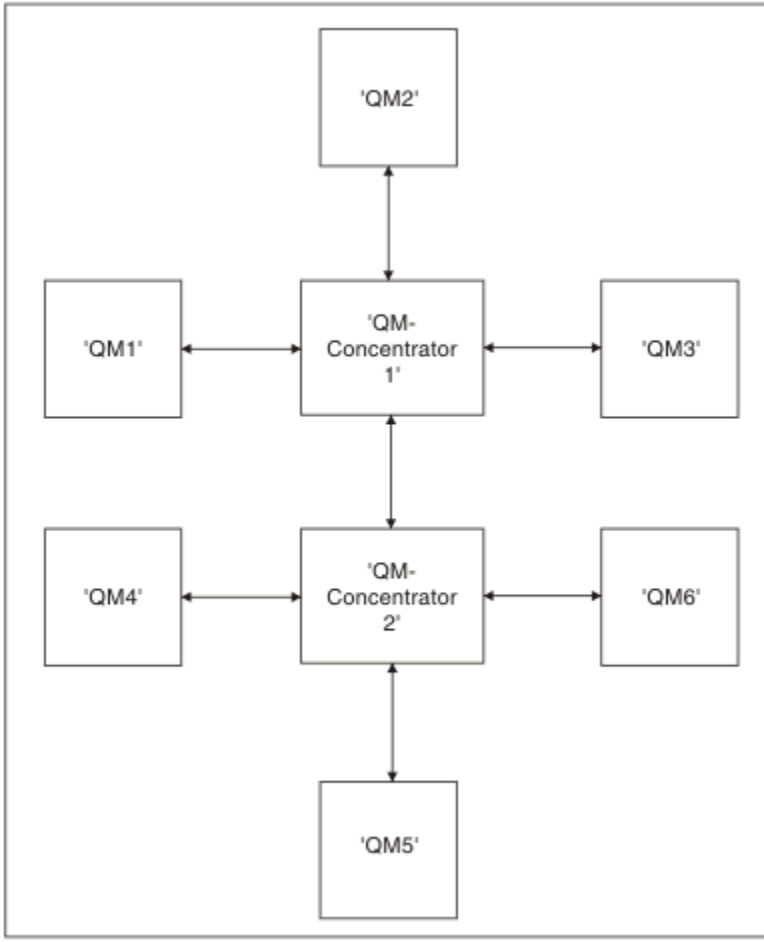 'QM2'
'QM1'
'QM-
Concentrator
1'
'QM3'
'QM4'
'QM-
Concentrator
2'
'QM6'
'QM5'